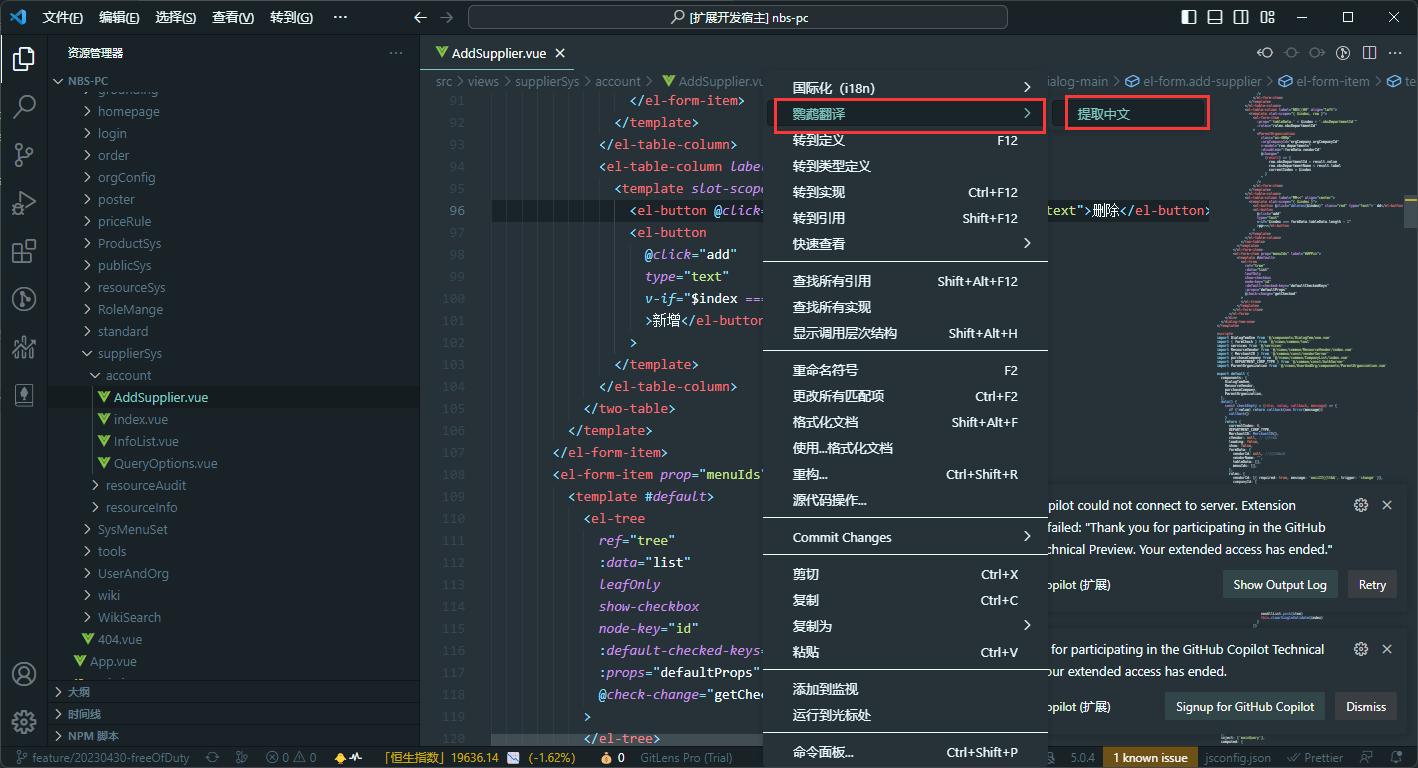 文件(F) 编辑(E) 选择(S) 查看(V) 转到(G) ··· [扩展开发宿主] nbs-pc
资源管理器 ···
AddSupplier.vue
NBS-PC
src > views > supplierSys > account > AddSupplier.vu
ialog-main > el-form.add-supplier > el-form-item > te
grounding
homepage
login
order
orgConfig
poster
priceRule
ProductSys
publicSys
resourceSys
RoleMange
standard
supplierSys
account
AddSupplier.vue
index.vue
InfoList.vue
QueryOptions.vue
resourceAudit
resourceInfo
SysMenuSet
tools
UserAndOrg
wiki
WikiSearch
404.vue
App.vue
大纲
时间线
NPM 脚本
91 </el-form-item>
92 </template>
93 </el-table-column>
94 <el-table-column label
95 <template slot-scope
96 <el-button @click= text">删除</el-button>
97 <el-button
98 @click="add"
99 type="text"
100 v-if="$index ===
101 >新增</el-button
102 >
103 </template>
104 </el-table-column>
105 </two-table>
106 </template>
107 </el-form-item>
108 <el-form-item prop="menuIds"
109 <template #default>
110 <el-tree
111 ref="tree"
112 :data="list"
113 leafOnly
114 show-checkbox
115 node-key="id"
116 :default-checked-keys=
117 :props="defaultProps"
118 @check-change="getChec
119 >
120 </el-tree>
国际化（i18n）
鹦鹉翻译
提取中文
转到定义 F12
转到类型定义
转到实现 Ctrl+F12
转到引用 Shift+F12
快速查看
查找所有引用 Shift+Alt+F12
查找所有实现
显示调用层次结构 Shift+Alt+H
重命名符号 F2
更改所有匹配项 Ctrl+F2
格式化文档 Shift+Alt+F
使用...格式化文档
重构... Ctrl+Shift+R
源代码操作...
Commit Changes
剪切 Ctrl+X
复制 Ctrl+C
复制为
粘贴 Ctrl+V
添加到监视
运行到光标处
命令面板... Ctrl+Shift+P
pilot could not connect to server. Extension
failed: "Thank you for participating in the GitHub
chnical Preview. Your extended access has ended."
opilot (扩展) Show Output Log Retry
for participating in the GitHub Copilot Technical
our extended access has ended.
opilot (扩展) Signup for GitHub Copilot Dismiss
feature/20230430-freeOfDuty 0 0 「恒生指数」19636.14 (-1.62%) 0 GitLens Pro (Trial) 5.0.4 1 known issue jsconfig.json Prettier